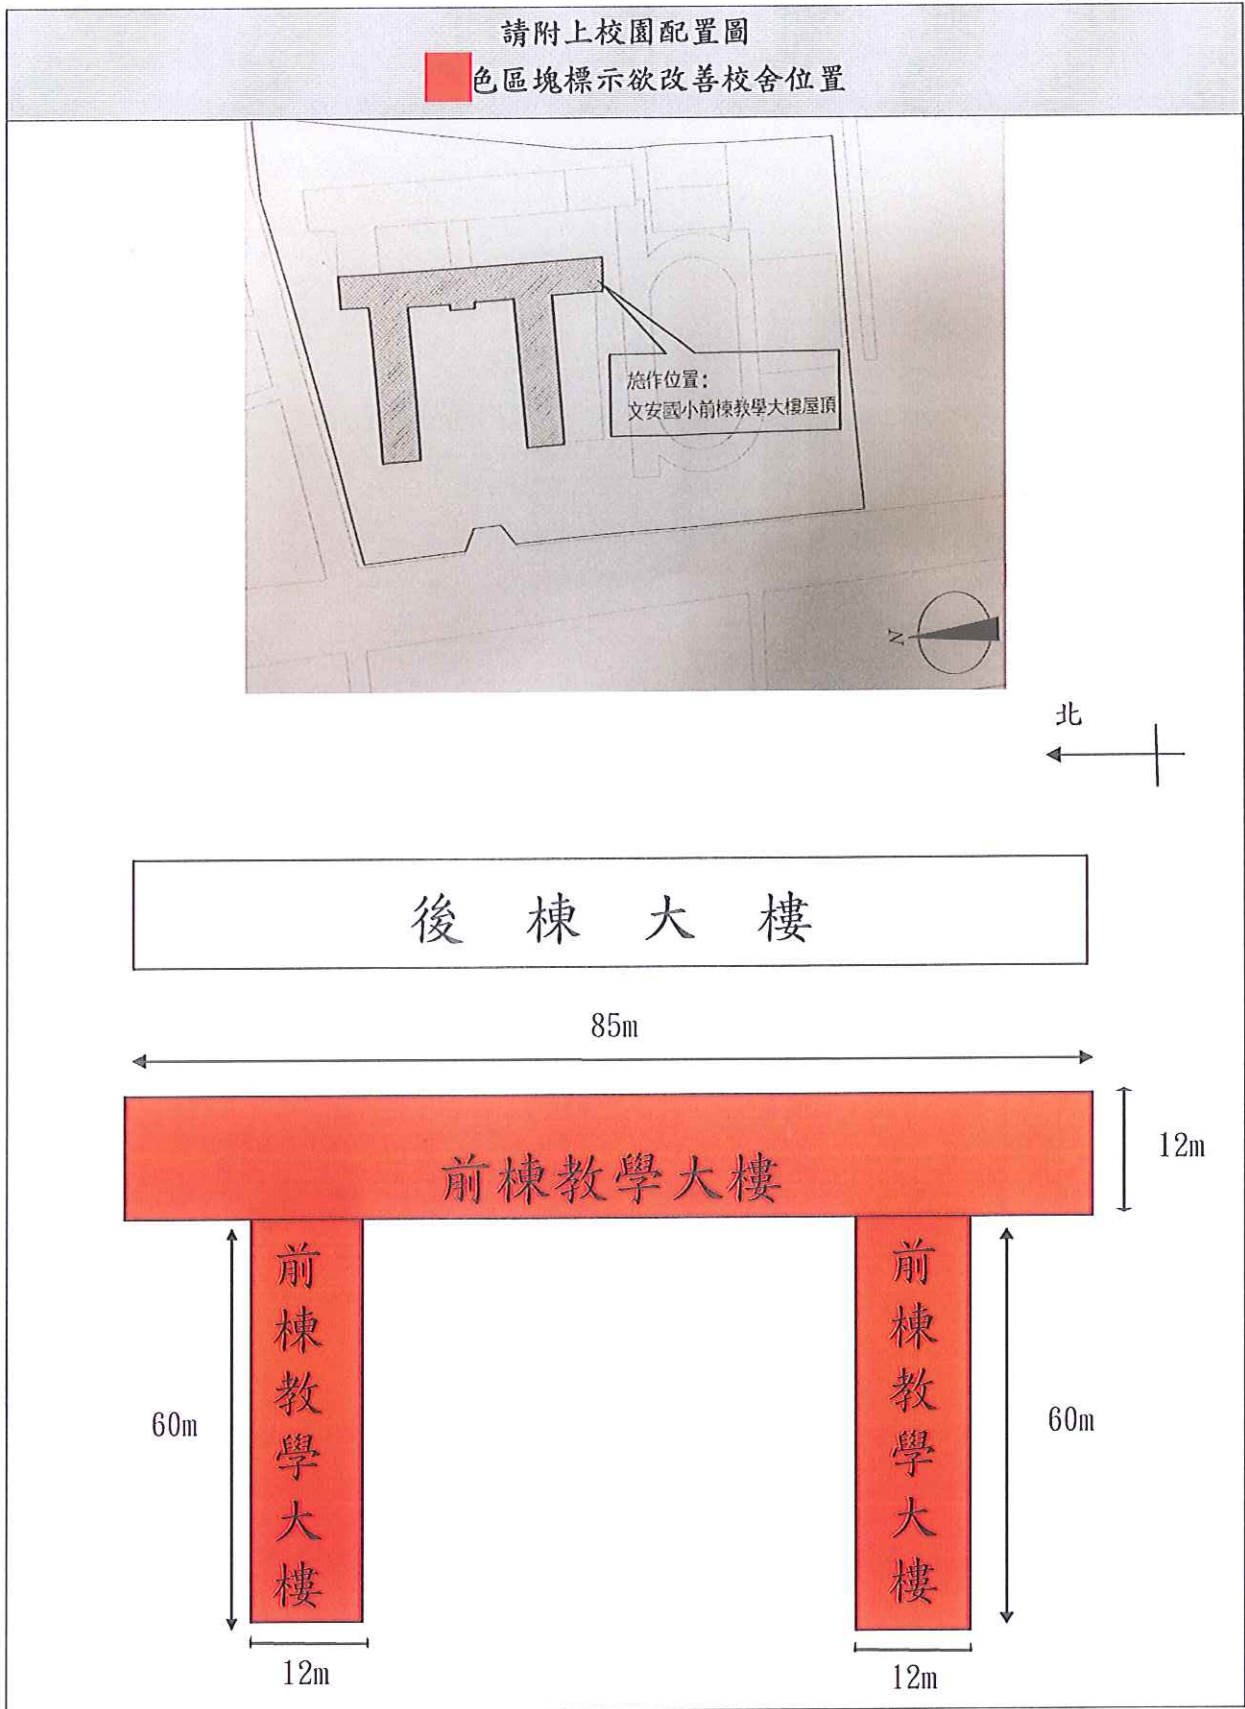 請附上校園配置圖
色區塊標示欲改善校舍位置
施作位置：
文安國小前棟教學大樓屋頂
N
北
後棟大樓
85m
12m
前棟教學大樓
前棟教學大樓
前棟教學大樓
60m
60m
12m
12m